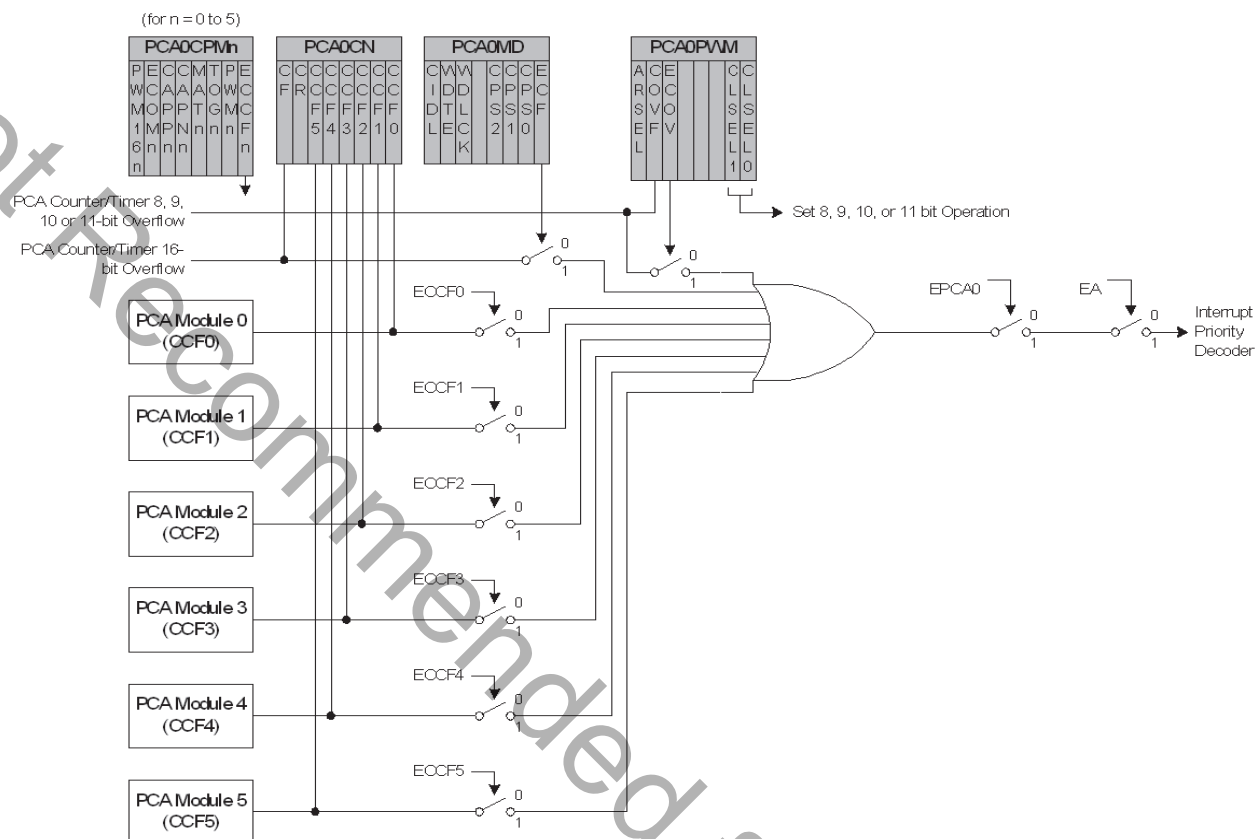 (for n = 0 to 5)
PCA0CPMn
PWM16n
ECOMn
CAPPn
CAPNn
MATn
TOGn
PWMn
ECCFn
PCA0CN
CF
CR
CCF5
CCF4
CCF3
CCF2
CCF1
CCF0
PCA0MD
CIDL
WDTE
WDLCK
CPS2
CPS1
CPS0
ECF
PCA0PWM
ARSEL
COVF
ECOV
CLSEL1
CLSEL0
PCA Counter/Timer 8, 9,
10 or 11-bit Overflow
Set 8, 9, 10, or 11 bit Operation
PCA Counter/Timer 16-
bit Overflow
0
1
0
1
PCA Module 0
(CCF0)
ECCF0
0
1
EPCA0
0
1
EA
0
1
Interrupt
Priority
Decoder
PCA Module 1
(CCF1)
ECCF1
0
1
PCA Module 2
(CCF2)
ECCF2
0
1
PCA Module 3
(CCF3)
ECCF3
0
1
PCA Module 4
(CCF4)
ECCF4
0
1
PCA Module 5
(CCF5)
ECCF5
0
1
Recommended